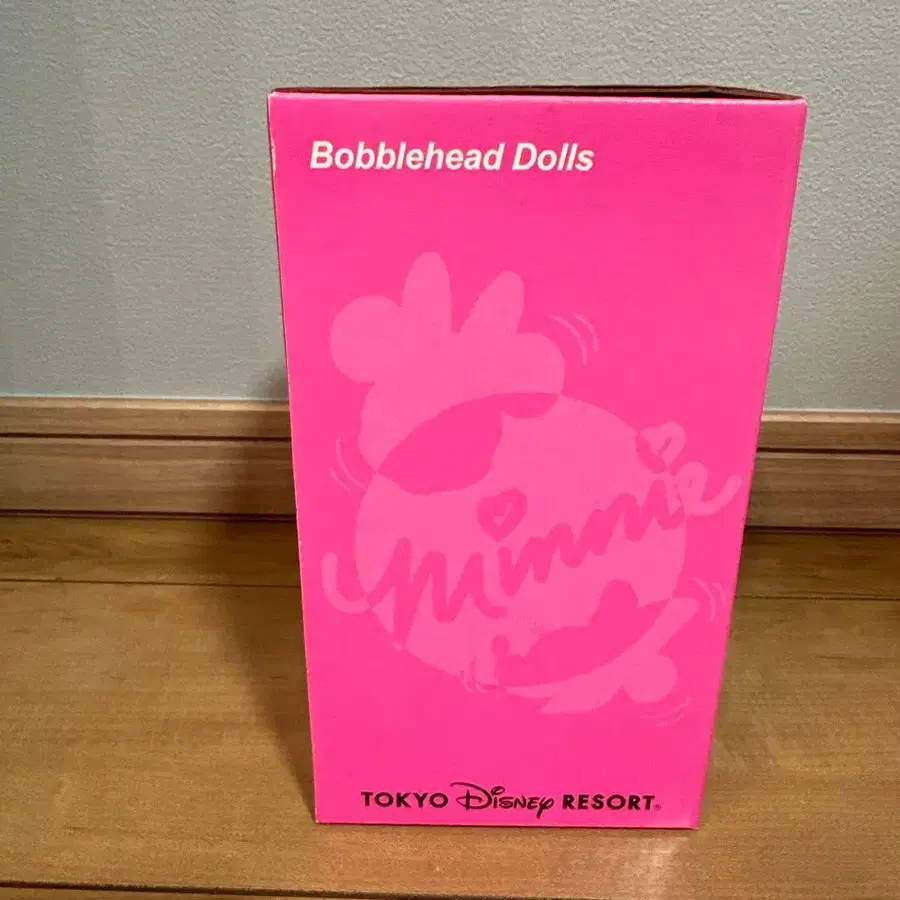 Bobblehead Dolls
Minnie
TOKYO Disney RESORT®